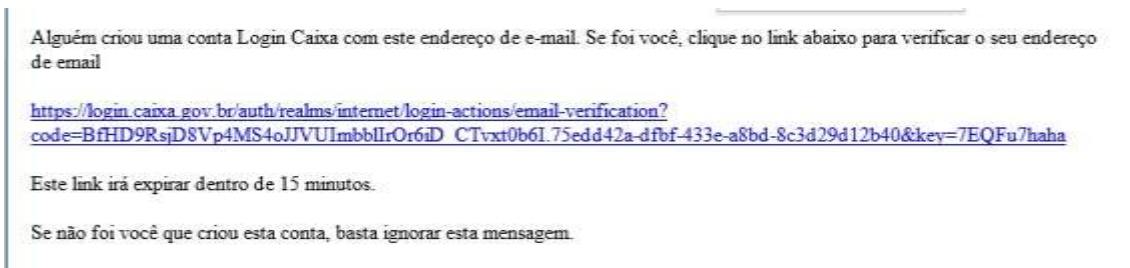 Alguém criou uma conta Login Caixa com este endereço de e-mail. Se foi você, clique no link abaixo para verificar o seu endereço
de email
https://login.caixa.gov.br/auth/realms/internet/login-actions/email-verification?
code=BfHD9RsjD8Vp4MS4oJJVUImbblIrOr6iD_CTvxt0b6I.75edd42a-dfbf-433e-a8bd-8c3d29d12b40&key=7EQFu7haha
Este link irá expirar dentro de 15 minutos.
Se não foi você que criou esta conta, basta ignorar esta mensagem.